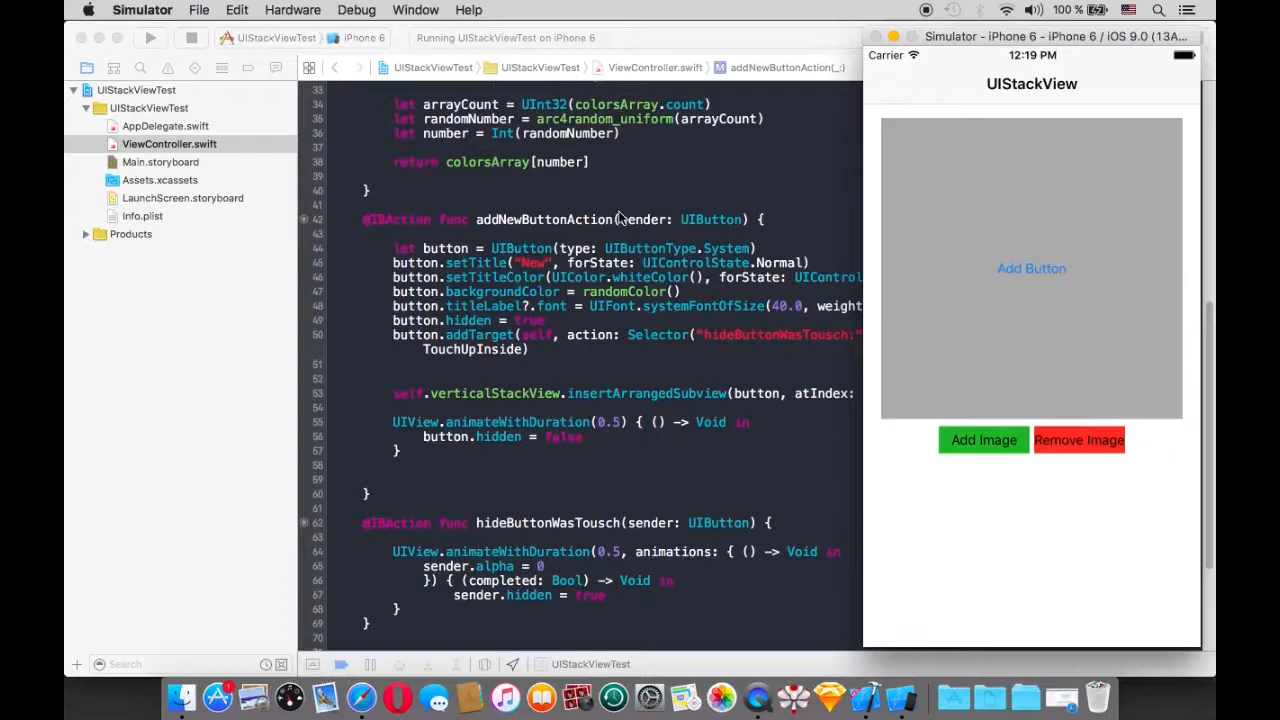 Simulator File Edit Hardware Debug Window Help 100 %
UIStackViewTest iPhone 6 Running UIStackViewTest on iPhone 6
Simulator - iPhone 6 - iPhone 6 / iOS 9.0 (13A...
Carrier 12:19 PM
UIStackView
UIStackViewTest UIStackViewTest ViewController.swift M addNewButtonAction(_:)
UIStackViewTest
UIStackViewTest
AppDelegate.swift
ViewController.swift
Main.storyboard
Assets.xcassets
LaunchScreen.storyboard
Info.plist
Products
33
34 let arrayCount = UInt32(colorsArray.count)
35 let randomNumber = arc4random_uniform(arrayCount)
36 let number = Int(randomNumber)
37
38 return colorsArray[number]
39
40 }
41
42 @IBAction func addNewButtonAction(sender: UIButton) {
43
44 let button = UIButton(type: UIButtonType.System)
45 button.setTitle("New", forState: UIControlState.Normal)
46 button.setTitleColor(UIColor.whiteColor(), forState: UIControl
47 button.backgroundColor = randomColor()
48 button.titleLabel?.font = UIFont.systemFontOfSize(40.0, weight
49 button.hidden = true
50 button.addTarget(self, action: Selector("hideButtonWasTousch:"
TouchUpInside)
51
52
53 self.verticalStackView.insertArrangedSubview(button, atIndex:
54
55 UIView.animateWithDuration(0.5) { () -> Void in
56 button.hidden = false
57 }
58
59
60 }
61
62 @IBAction func hideButtonWasTousch(sender: UIButton) {
63
64 UIView.animateWithDuration(0.5, animations: { () -> Void in
65 sender.alpha = 0
66 }) { (completed: Bool) -> Void in
67 sender.hidden = true
68 }
69 }
70
Add Button
Add Image Remove Image
Search
UIStackViewTest
1